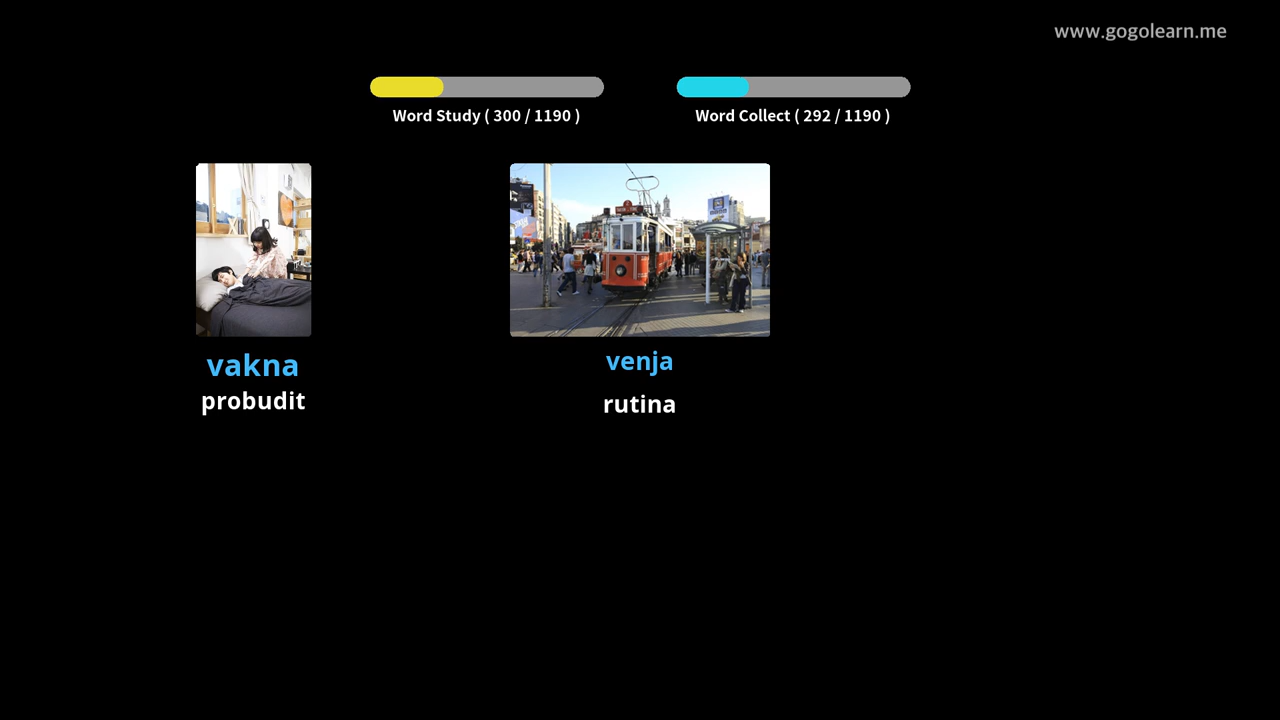 www.gogolearn.me
Word Study ( 300 / 1190 )
Word Collect ( 292 / 1190 )
vakna
probudit
venja
rutina